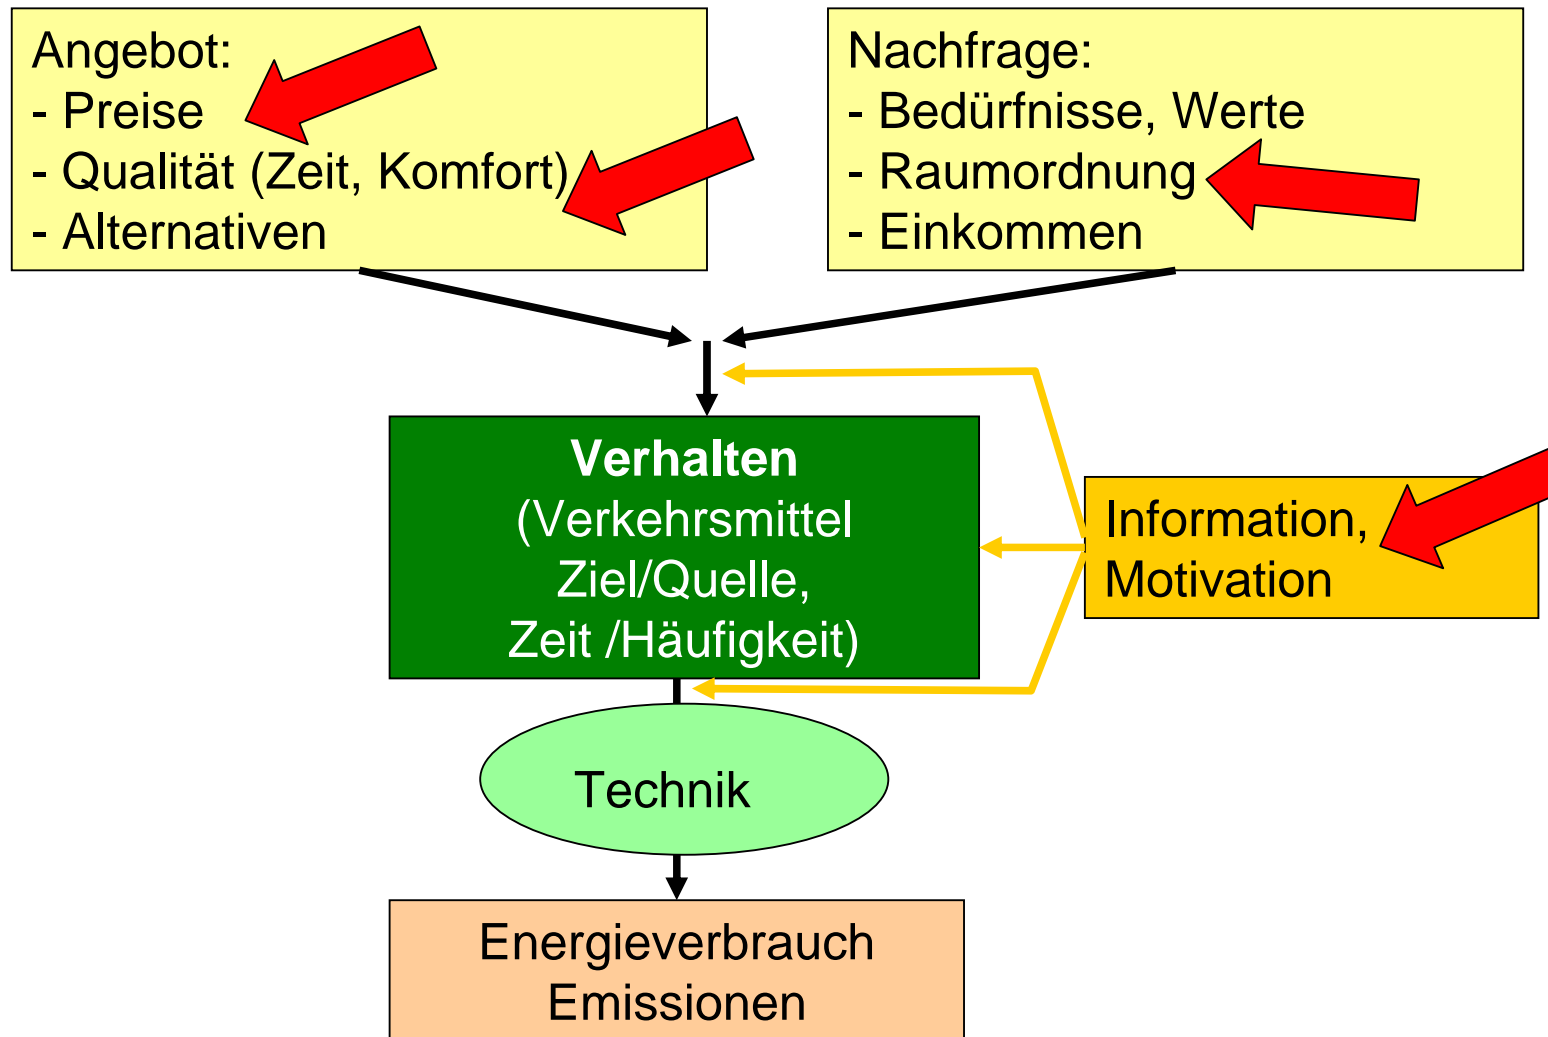 Angebot:
- Preise
- Qualität (Zeit, Komfort)
- Alternativen
Nachfrage:
- Bedürfnisse, Werte
- Raumordnung
- Einkommen
Verhalten
(Verkehrsmittel
Ziel/Quelle,
Zeit /Häufigkeit)
Information,
Motivation
Technik
Energieverbrauch
Emissionen